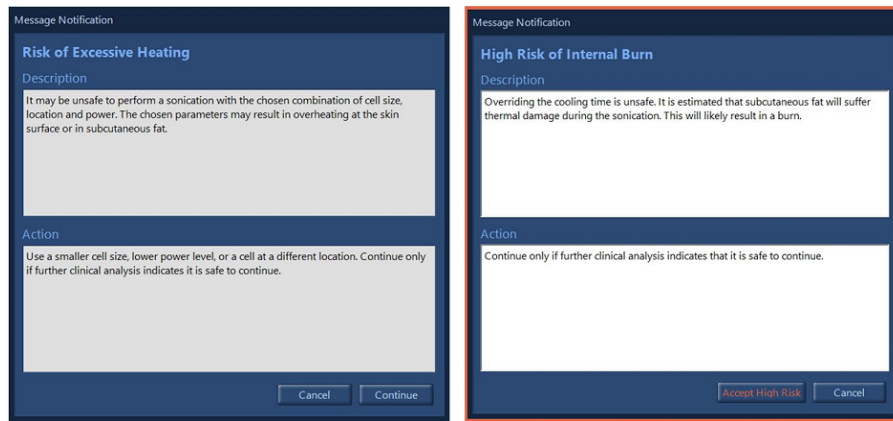 Message Notification
Risk of Excessive Heating
Description
It may be unsafe to perform a sonication with the chosen combination of cell size,
location and power. The chosen parameters may result in overheating at the skin
surface or in subcutaneous fat.
Action
Use a smaller cell size, lower power level, or a cell at a different location. Continue only
if further clinical analysis indicates it is safe to continue.
Cancel
Continue
Message Notification
High Risk of Internal Burn
Description
Overriding the cooling time is unsafe. It is estimated that subcutaneous fat will suffer
thermal damage during the sonication. This will likely result in a burn.
Action
Continue only if further clinical analysis indicates that it is safe to continue.
Accept High Risk
Cancel